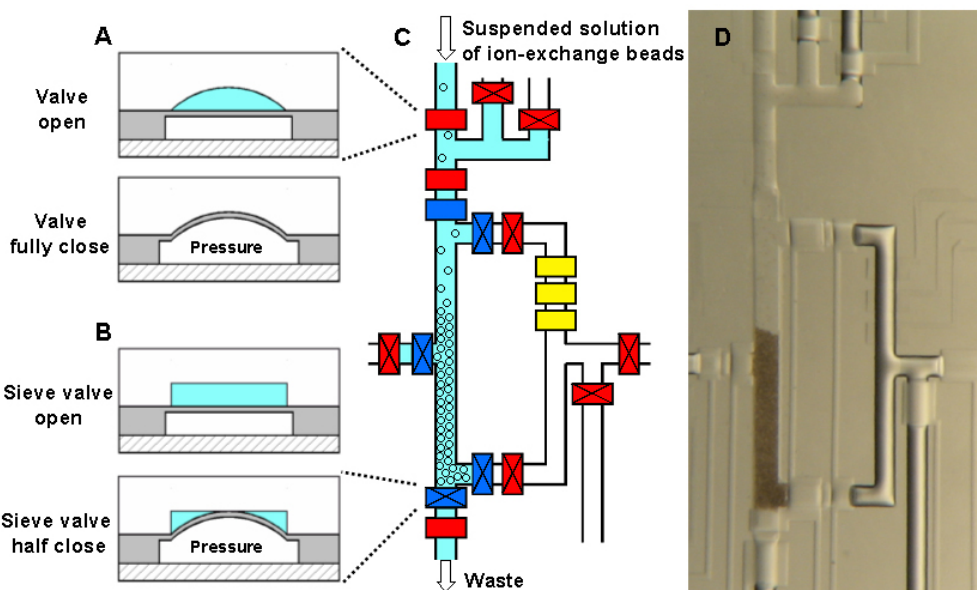 A
Valve
open
Valve
fully close
Pressure
B
Sieve valve
open
Sieve valve
half close
Pressure
C
Suspended solution
of ion-exchange beads
Waste
D